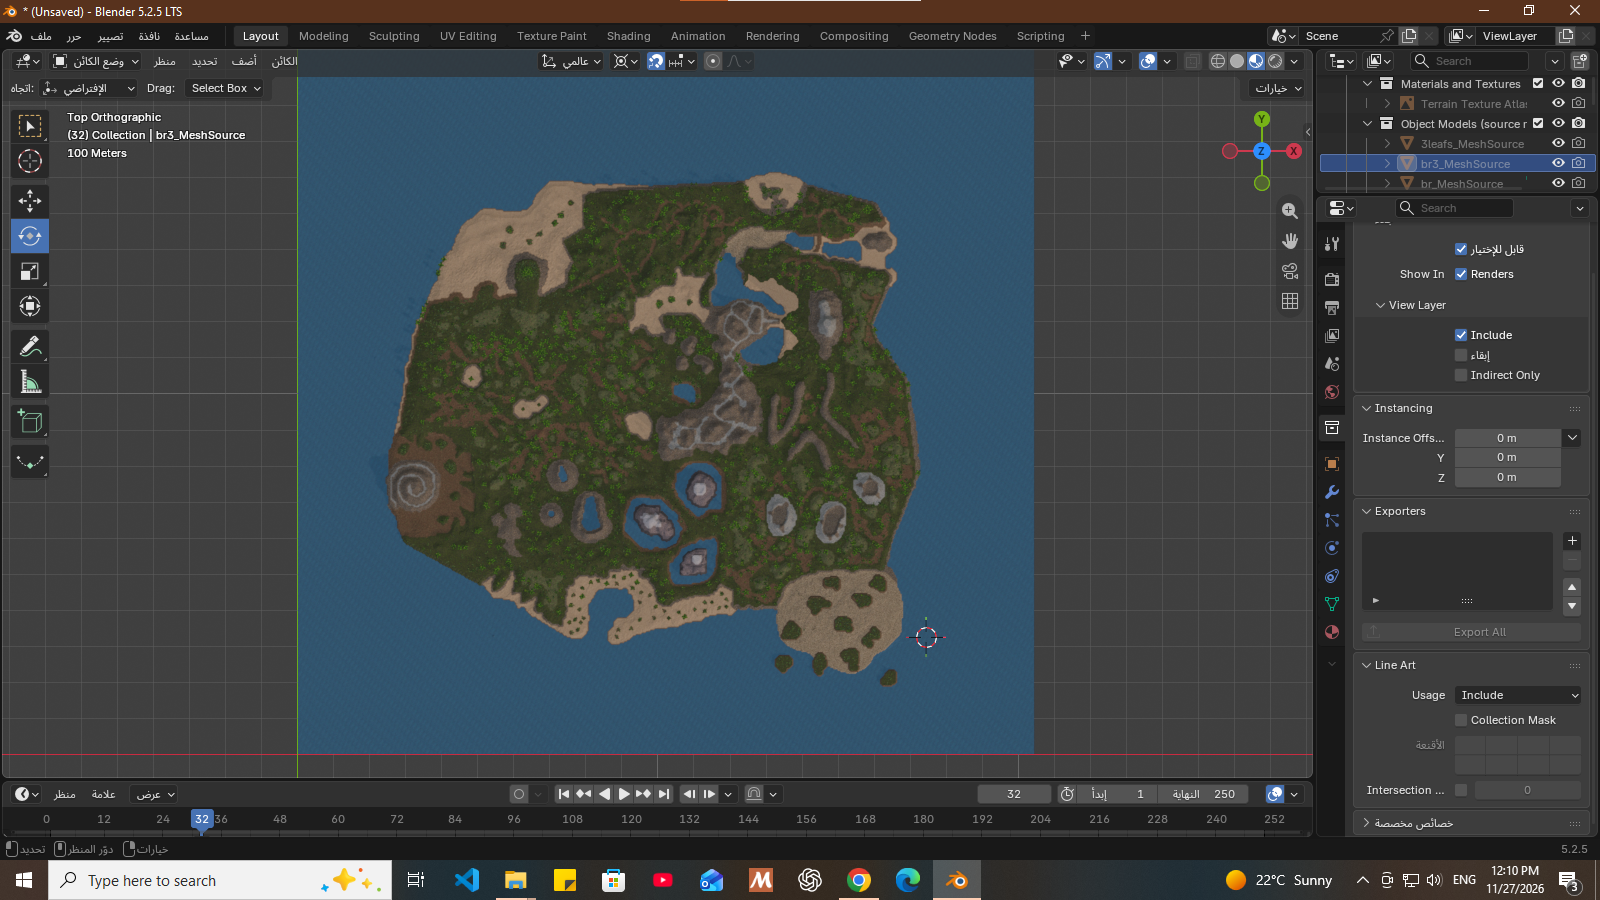 * (Unsaved) - Blender 5.2.5 LTS
ملف تحرير تصيير نافذة مساعدة
Layout Modeling Sculpting UV Editing Texture Paint Shading Animation Rendering Compositing Geometry Nodes Scripting +
Scene
ViewLayer
وضع الكائن منظر تحديد أضف الكائن
عالمي
Search
اتجاه: الإفتراضي Drag: Select Box
خيارات
Top Orthographic
(32) Collection | br3_MeshSource
100 Meters
Y
X
Z
Materials and Textures
Terrain Texture Atlas
Object Models (source r
3leafs_MeshSource
br3_MeshSource
br_MeshSource
Search
قابل للإختيار
Show In Renders
View Layer
Include
إبقاء
Indirect Only
Instancing
Instance Offs... 0 m
Y 0 m
Z 0 m
Exporters
Export All
Line Art
Usage Include
Collection Mask
الأقنعة
Intersection ... 0
خصائص مخصصة
منظر علامة عرض
32 إبدأ 1 النهاية 250
0 12 24 32 36 48 60 72 84 96 108 120 132 144 156 168 180 192 204 216 228 240 252
تحديد دوّر المنظر خيارات
5.2.5
Type here to search
22°C Sunny
ENG
12:10 PM
11/27/2026
3